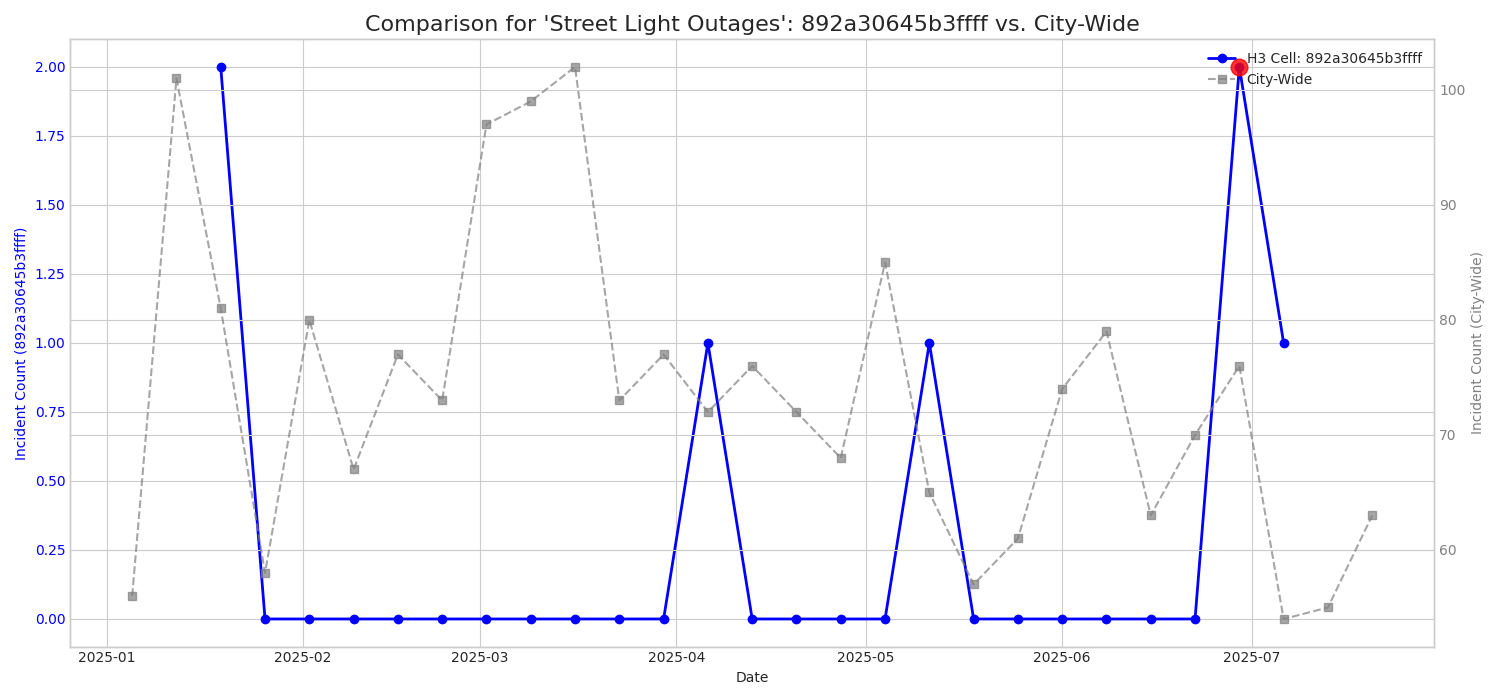 Comparison for 'Street Light Outages': 892a30645b3ffff vs. City-Wide
H3 Cell: 892a30645b3ffff
City-Wide
Incident Count (892a30645b3ffff)
2.00
1.75
1.50
1.25
1.00
0.75
0.50
0.25
0.00
100
90
80
70
60
Incident Count (City-Wide)
2025-01 2025-02 2025-03 2025-04 2025-05 2025-06 2025-07
Date